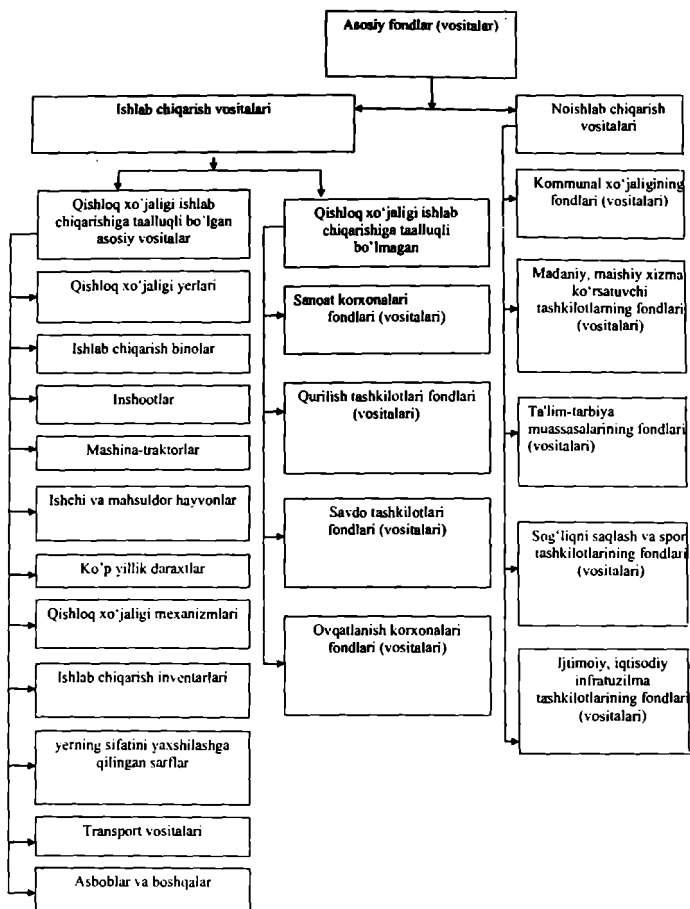 Asosiy fondlar (vositalar)
Ishlab chiqarish vositalari
Noishlab chiqarish
vositalari
Qishloq xo'jaligi ishlab
chiqarishiga taalluqli bo'lgan
asosiy vositalar
Qishloq xo'jaligi yerlari
Ishlab chiqarish binolar
Inshootlar
Mashina-traktorlar
Ishchi va mahsuldor hayvonlar
Ko'p yillik daraxtlar
Qishloq xo'jaligi mexanizmlari
Ishlab chiqarish inventarlari
yerning sifatini yaxshilashga
qilingan sarflar
Transport vositalari
Asboblar va boshqalar
Qishloq xo'jaligi ishlab
chiqarishiga taalluqli
bo'lmagan
Sanoat korxonalari
fondlari (vositalari)
Qurilish tashkilotlari fondlari
(vositalari)
Savdo tashkilotlari
fondlari (vositalari)
Ovqatlanish korxonalari
fondlari (vositalari)
Kommunal xo'jaligining
fondlari (vositalari)
Madaniy, maishiy xizma
ko'rsatuvchi
tashkilotlarning fondlari
(vositalari)
Ta'lim-tarbiya
muassasalarining fondlari
(vositalari)
Sog'liqni saqlash va spor
tashkilotlarining fondlari
(vositalari)
Ijtimoiy, iqtisodiy
infratuzilma
tashkilotlarining fondlari
(vositalari)